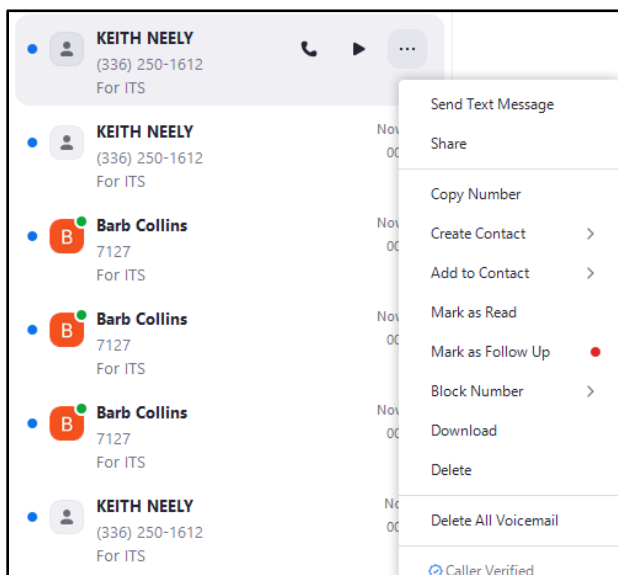 KEITH NEELY
(336) 250-1612
For ITS
KEITH NEELY
(336) 250-1612
For ITS
B
Barb Collins
7127
For ITS
B
Barb Collins
7127
For ITS
B
Barb Collins
7127
For ITS
KEITH NEELY
(336) 250-1612
For ITS
Send Text Message
Share
Copy Number
Create Contact
Add to Contact
Mark as Read
Mark as Follow Up
Block Number
Download
Delete
Delete All Voicemail
Caller Verified